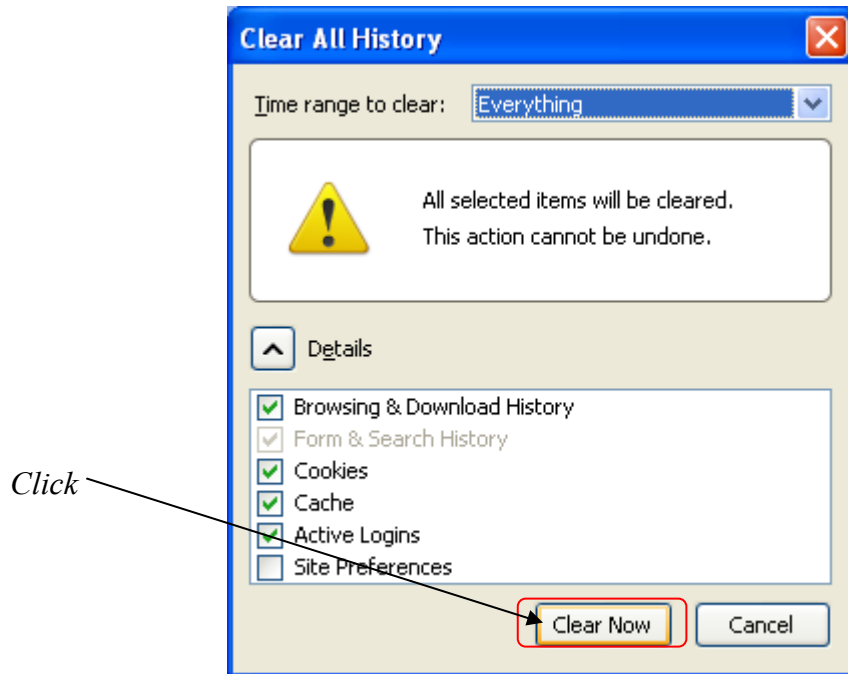 Clear All History
Time range to clear: Everything
All selected items will be cleared.
This action cannot be undone.
Details
Browsing & Download History
Form & Search History
Cookies
Click
Cache
Active Logins
Site Preferences
Clear Now Cancel